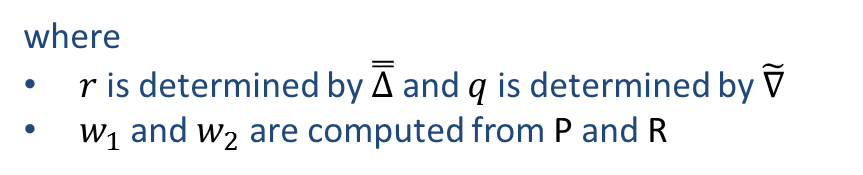 where
• r is determined by Δ̿ and q is determined by ∇̃
• w₁ and w₂ are computed from P and R